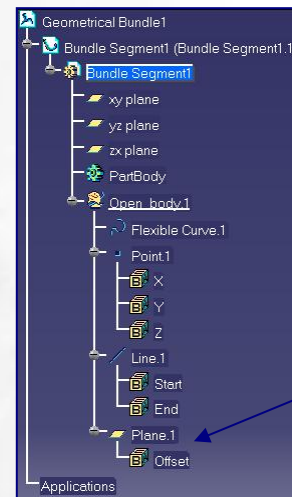 Geometrical Bundle1
Bundle Segment1 (Bundle Segment1.1
Bundle Segment1
xy plane
yz plane
zx plane
PartBody
Open_body.1
Flexible Curve.1
Point.1
X
Y
Z
Line.1
Start
End
Plane.1
Offset
Applications